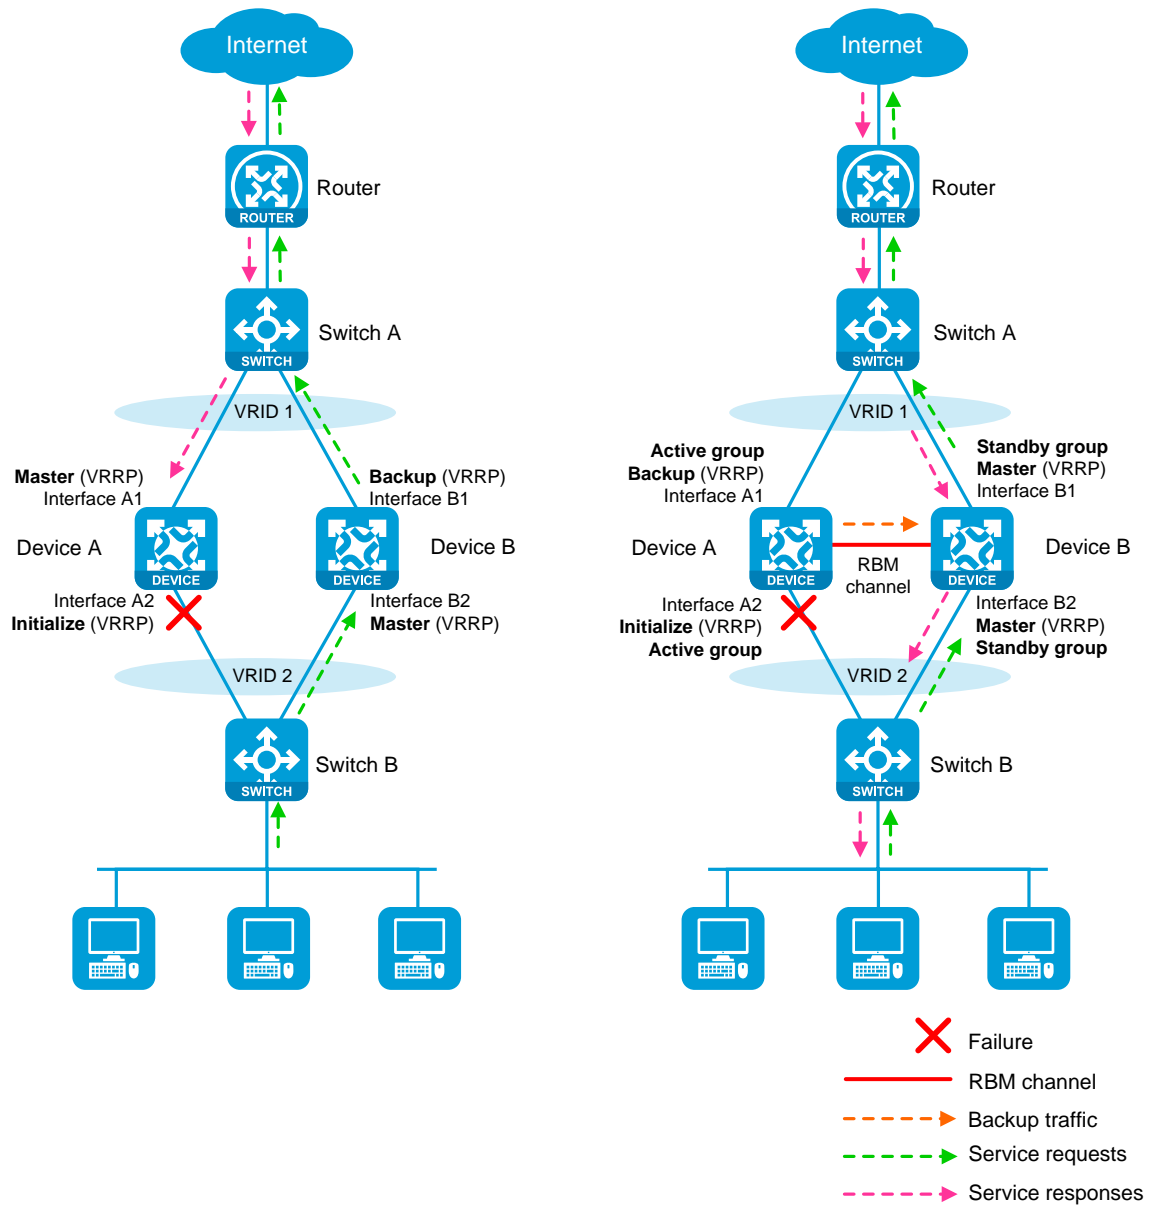 Internet
Router
ROUTER
Switch A
SWITCH
VRID 1
Master (VRRP)
Interface A1
Backup (VRRP)
Interface B1
Device A
DEVICE
Device B
DEVICE
Interface A2
Initialize (VRRP)
Interface B2
Master (VRRP)
VRID 2
Switch B
SWITCH
Internet
Router
ROUTER
Switch A
SWITCH
VRID 1
Active group
Backup (VRRP)
Interface A1
Standby group
Master (VRRP)
Interface B1
Device A
DEVICE
RBM
channel
Device B
DEVICE
Interface A2
Initialize (VRRP)
Active group
Interface B2
Master (VRRP)
Standby group
VRID 2
Switch B
SWITCH
Failure
RBM channel
Backup traffic
Service requests
Service responses